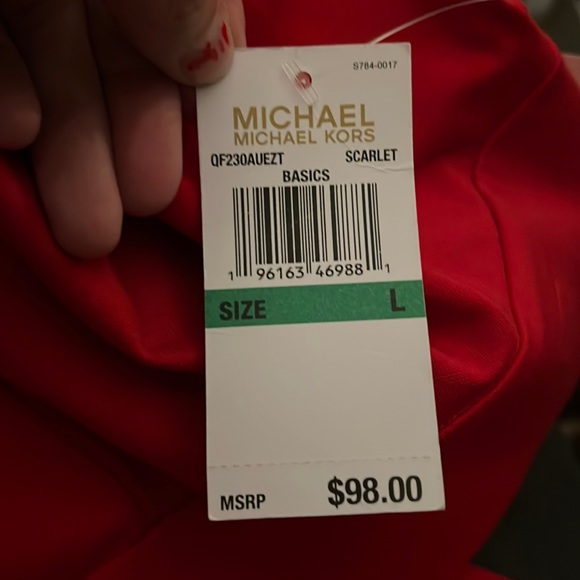 S784-0017
MICHAEL
MICHAEL KORS
QF230AUEZT SCARLET
BASICS
1 96163 46988 1
SIZE L
MSRP $98.00